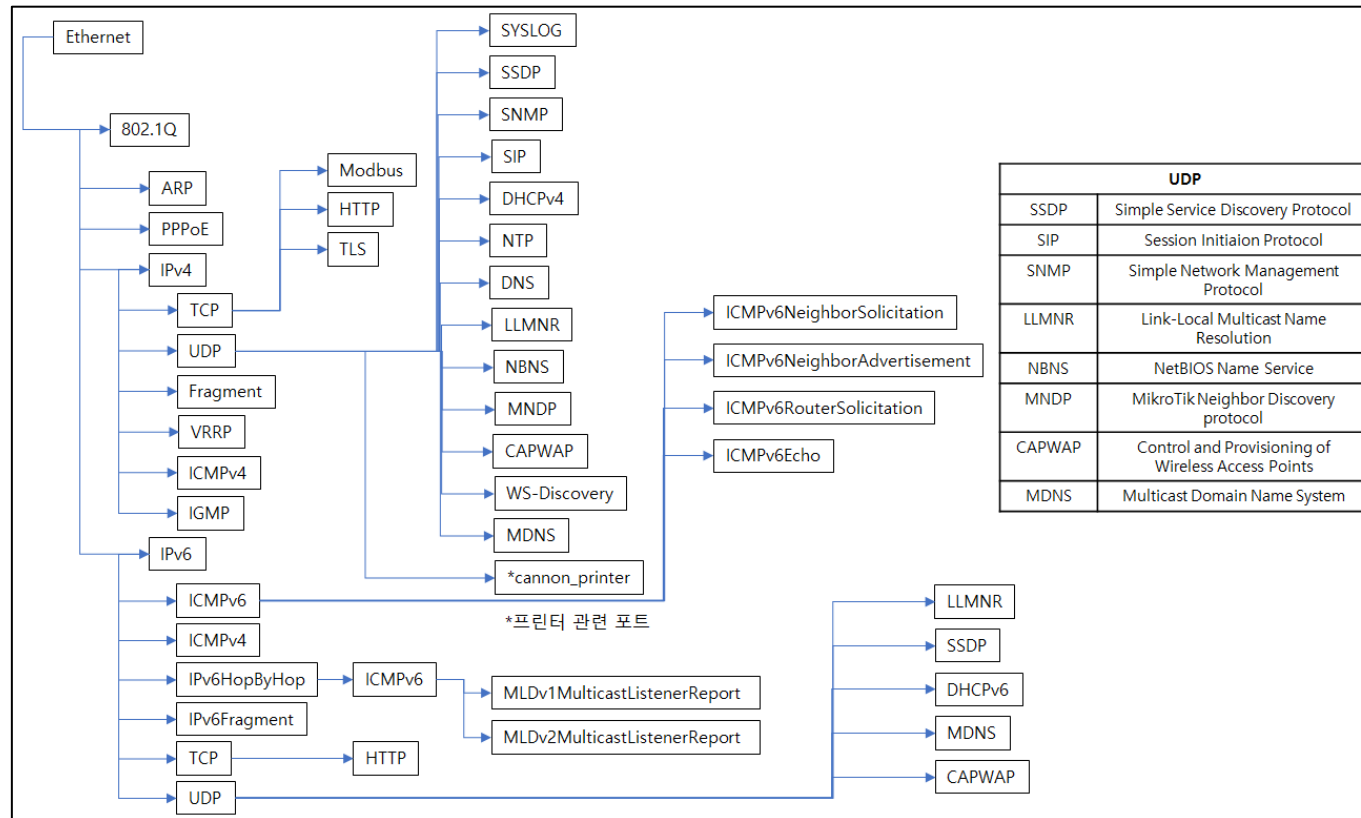 Ethernet
802.1Q
ARP
PPPoE
IPv4
TCP
UDP
Fragment
VRRP
ICMPv4
IGMP
IPv6
ICMPv6
ICMPv4
IPv6HopByHop
IPv6Fragment
TCP
UDP
Modbus
HTTP
TLS
ICMPv6
HTTP
SYSLOG
SSDP
SNMP
SIP
DHCPv4
NTP
DNS
LLMNR
NBNS
MNDP
CAPWAP
WS-Discovery
MDNS
*cannon_printer
*프린터 관련 포트
MLDv1MulticastListenerReport
MLDv2MulticastListenerReport
ICMPv6NeighborSolicitation
ICMPv6NeighborAdvertisement
ICMPv6RouterSolicitation
ICMPv6Echo
LLMNR
SSDP
DHCPv6
MDNS
CAPWAP
UDP
SSDP Simple Service Discovery Protocol
SIP Session Initiaion Protocol
SNMP Simple Network Management
Protocol
LLMNR Link-Local Multicast Name
Resolution
NBNS NetBIOS Name Service
MNDP MikroTik Neighbor Discovery
protocol
CAPWAP Control and Provisioning of
Wireless Access Points
MDNS Multicast Domain Name System